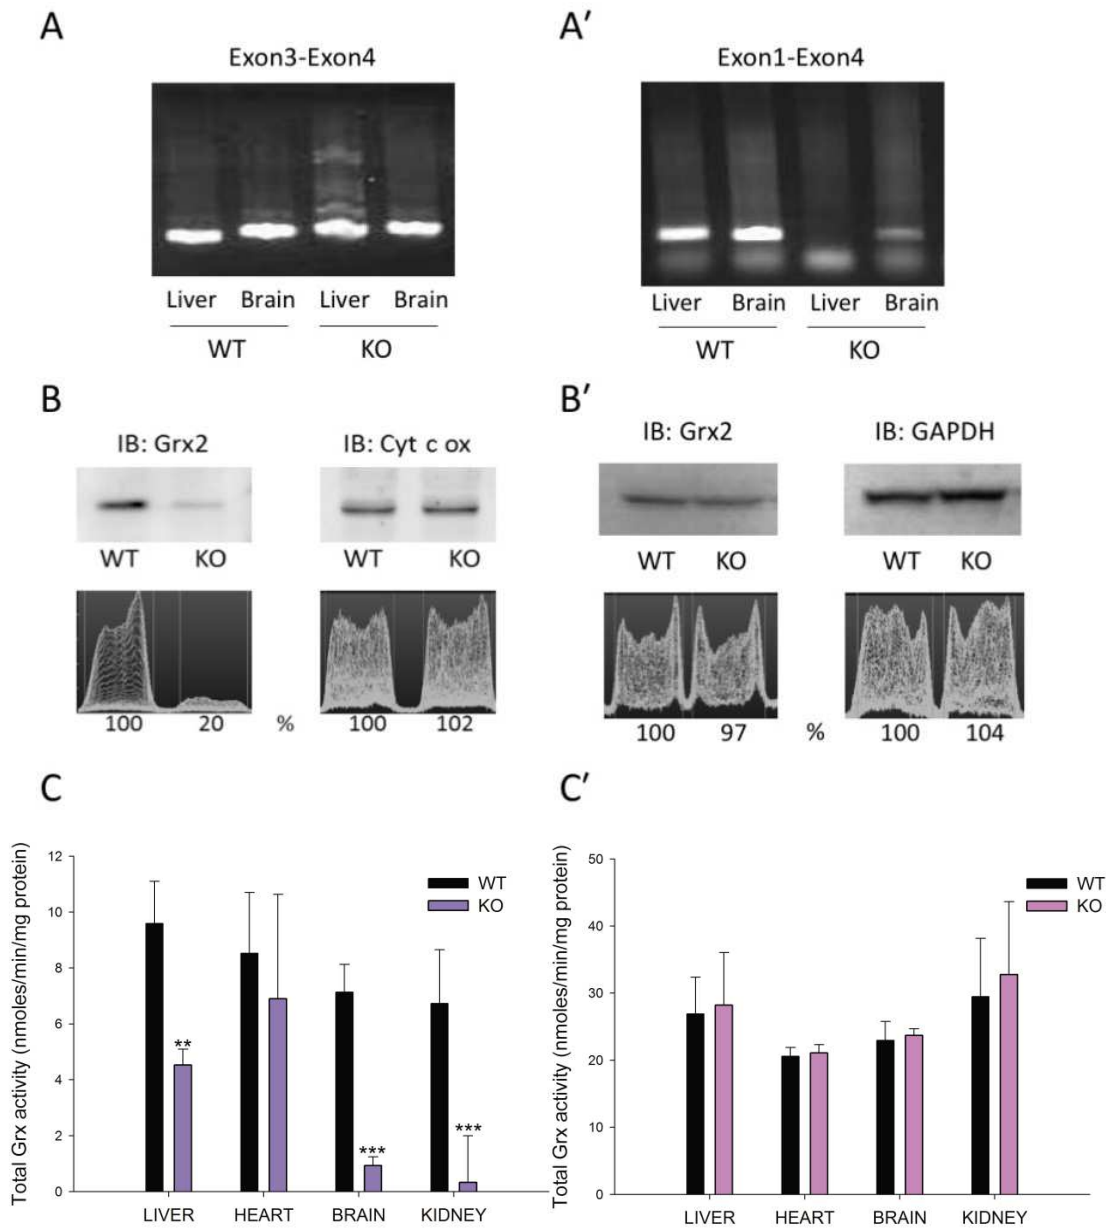 A
A′
Exon3-Exon4
Exon1-Exon4
Liver Brain Liver Brain
WT KO
Liver Brain Liver Brain
WT KO
B
B′
IB: Grx2
IB: Cyt c ox
IB: Grx2
IB: GAPDH
WT KO
WT KO
WT KO
WT KO
100 20 % 100 102
100 97 % 100 104
C
C′
Total Grx activity (nmoles/min/mg protein)
12
10
8
6
4
2
0
WT
KO
**
***
***
LIVER HEART BRAIN KIDNEY
Total Grx activity (nmoles/min/mg protein)
50
40
30
20
10
0
WT
KO
LIVER HEART BRAIN KIDNEY